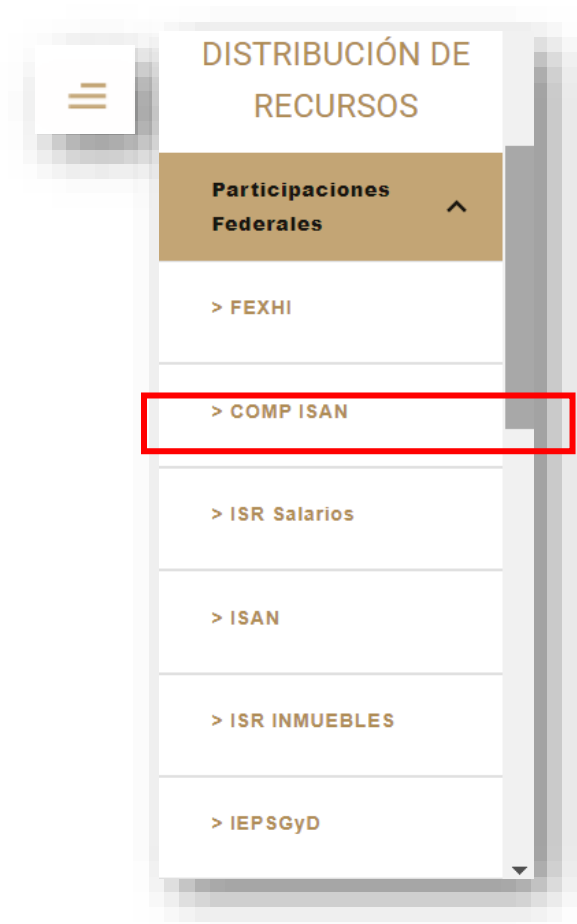 DISTRIBUCIÓN DE
RECURSOS
Participaciones
Federales
> FEXHI
> COMP ISAN
> ISR Salarios
> ISAN
> ISR INMUEBLES
> IEPSGyD